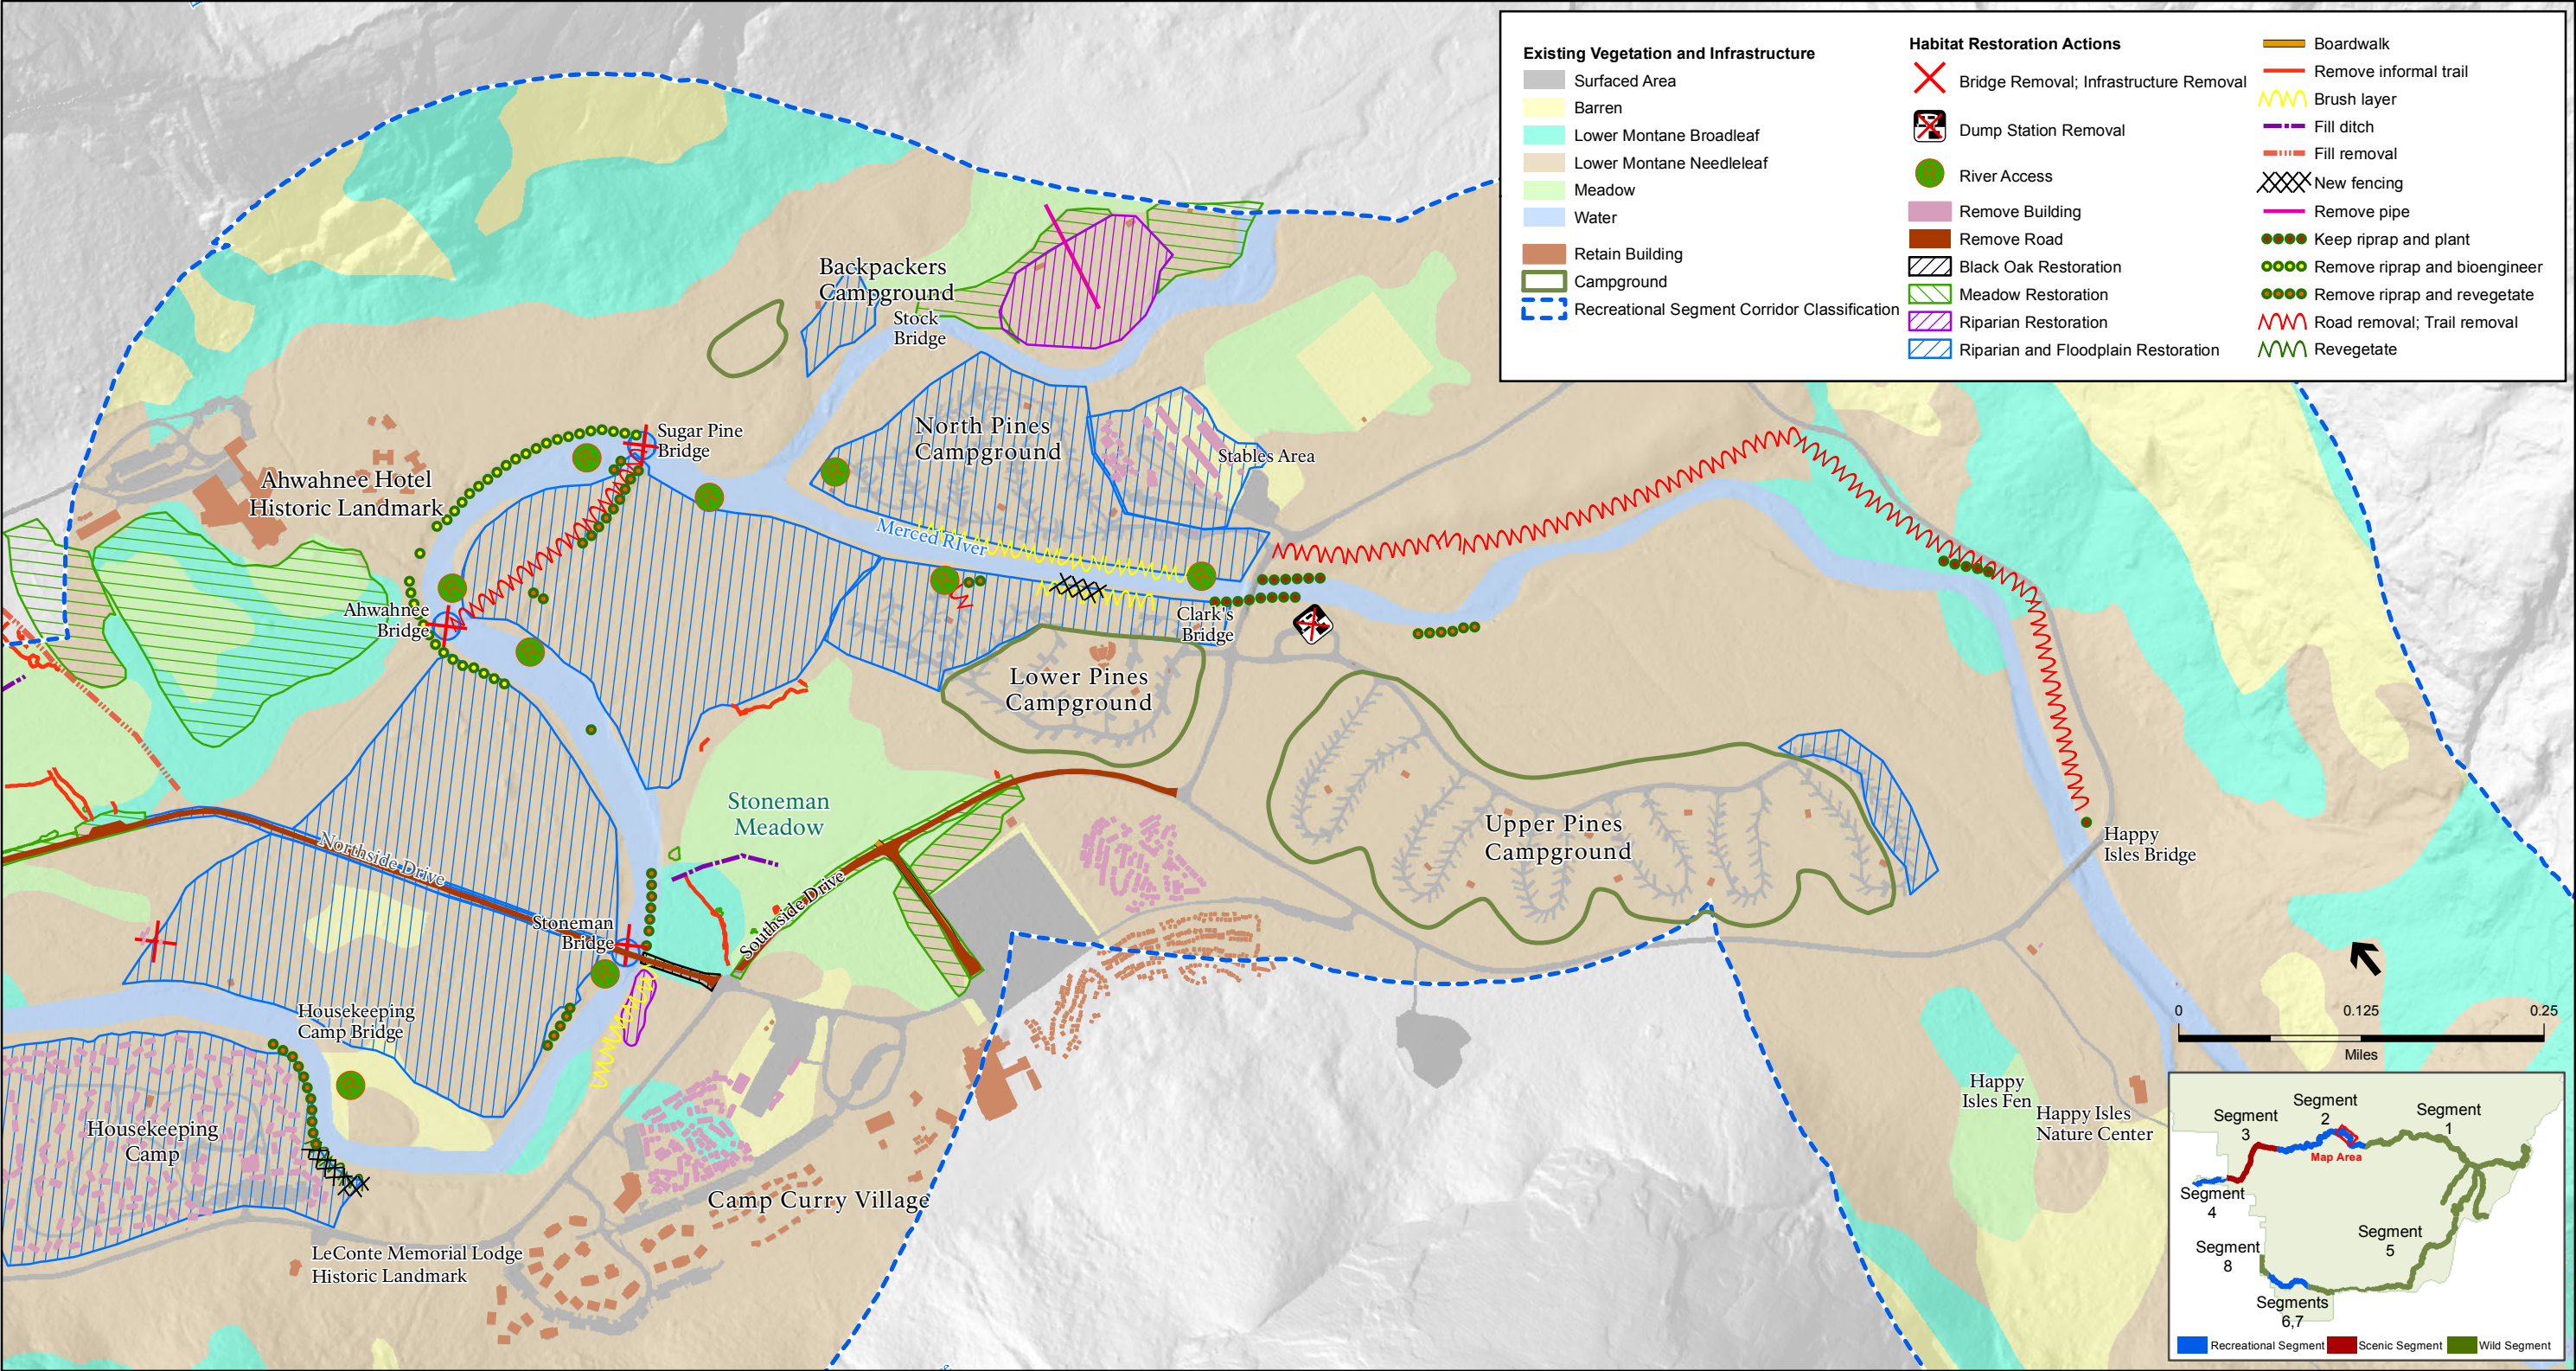 Existing Vegetation and Infrastructure
Surfaced Area
Barren
Lower Montane Broadleaf
Lower Montane Needleleaf
Meadow
Water
Retain Building
Campground
Recreational Segment Corridor Classification
Habitat Restoration Actions
Bridge Removal; Infrastructure Removal
Dump Station Removal
R
River Access
Remove Building
Remove Road
Black Oak Restoration
Meadow Restoration
Riparian Restoration
Riparian and Floodplain Restoration
Boardwalk
Remove informal trail
Brush layer
Fill ditch
Fill removal
New fencing
Remove pipe
Keep riprap and plant
Remove riprap and bioengineer
Remove riprap and revegetate
Road removal; Trail removal
Revegetate
Backpackers
Campground
Stock
Bridge
North Pines
Campground
Sugar Pine
Bridge
Stables Area
Ahwahnee Hotel
Historic Landmark
Merced RIver
Ahwahnee
Bridge
Clark's
Bridge
Lower Pines
Campground
Stoneman
Meadow
Upper Pines
Campground
Happy
Isles Bridge
Northside Drive
Southside Drive
Stoneman
Bridge
Housekeeping
Camp Bridge
Housekeeping
Camp
Camp Curry Village
LeConte Memorial Lodge
Historic Landmark
Happy
Isles Fen
Happy Isles
Nature Center
0
0.125
0.25
Miles
Segment
3
Segment
2
Segment
1
Map Area
Segment
4
Segment
5
Segment
8
Segments
6,7
Recreational Segment
Scenic Segment
Wild Segment